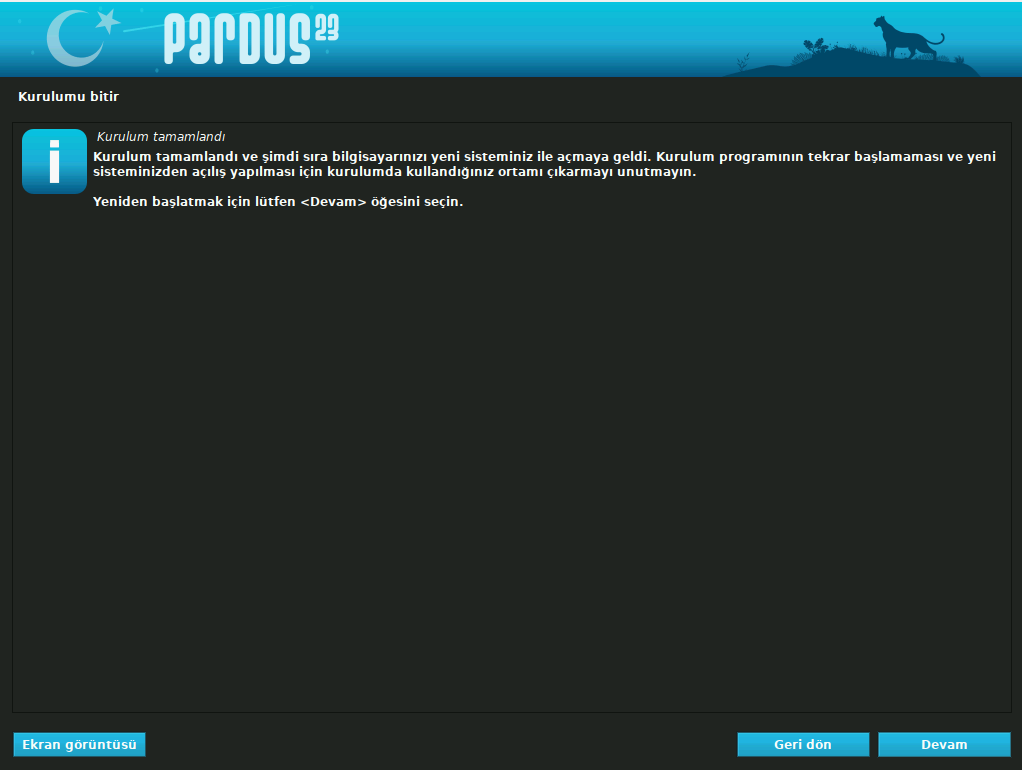 PARDUS 23
Kurulumu bitir
Kurulum tamamlandı
Kurulum tamamlandı ve şimdi sıra bilgisayarınızı yeni sisteminiz ile açmaya geldi. Kurulum programının tekrar başlamaması ve yeni
sisteminizden açılış yapılması için kurulumda kullandığınız ortamı çıkarmayı unutmayın.
Yeniden başlatmak için lütfen <Devam> öğesini seçin.
Ekran görüntüsü
Geri dön
Devam